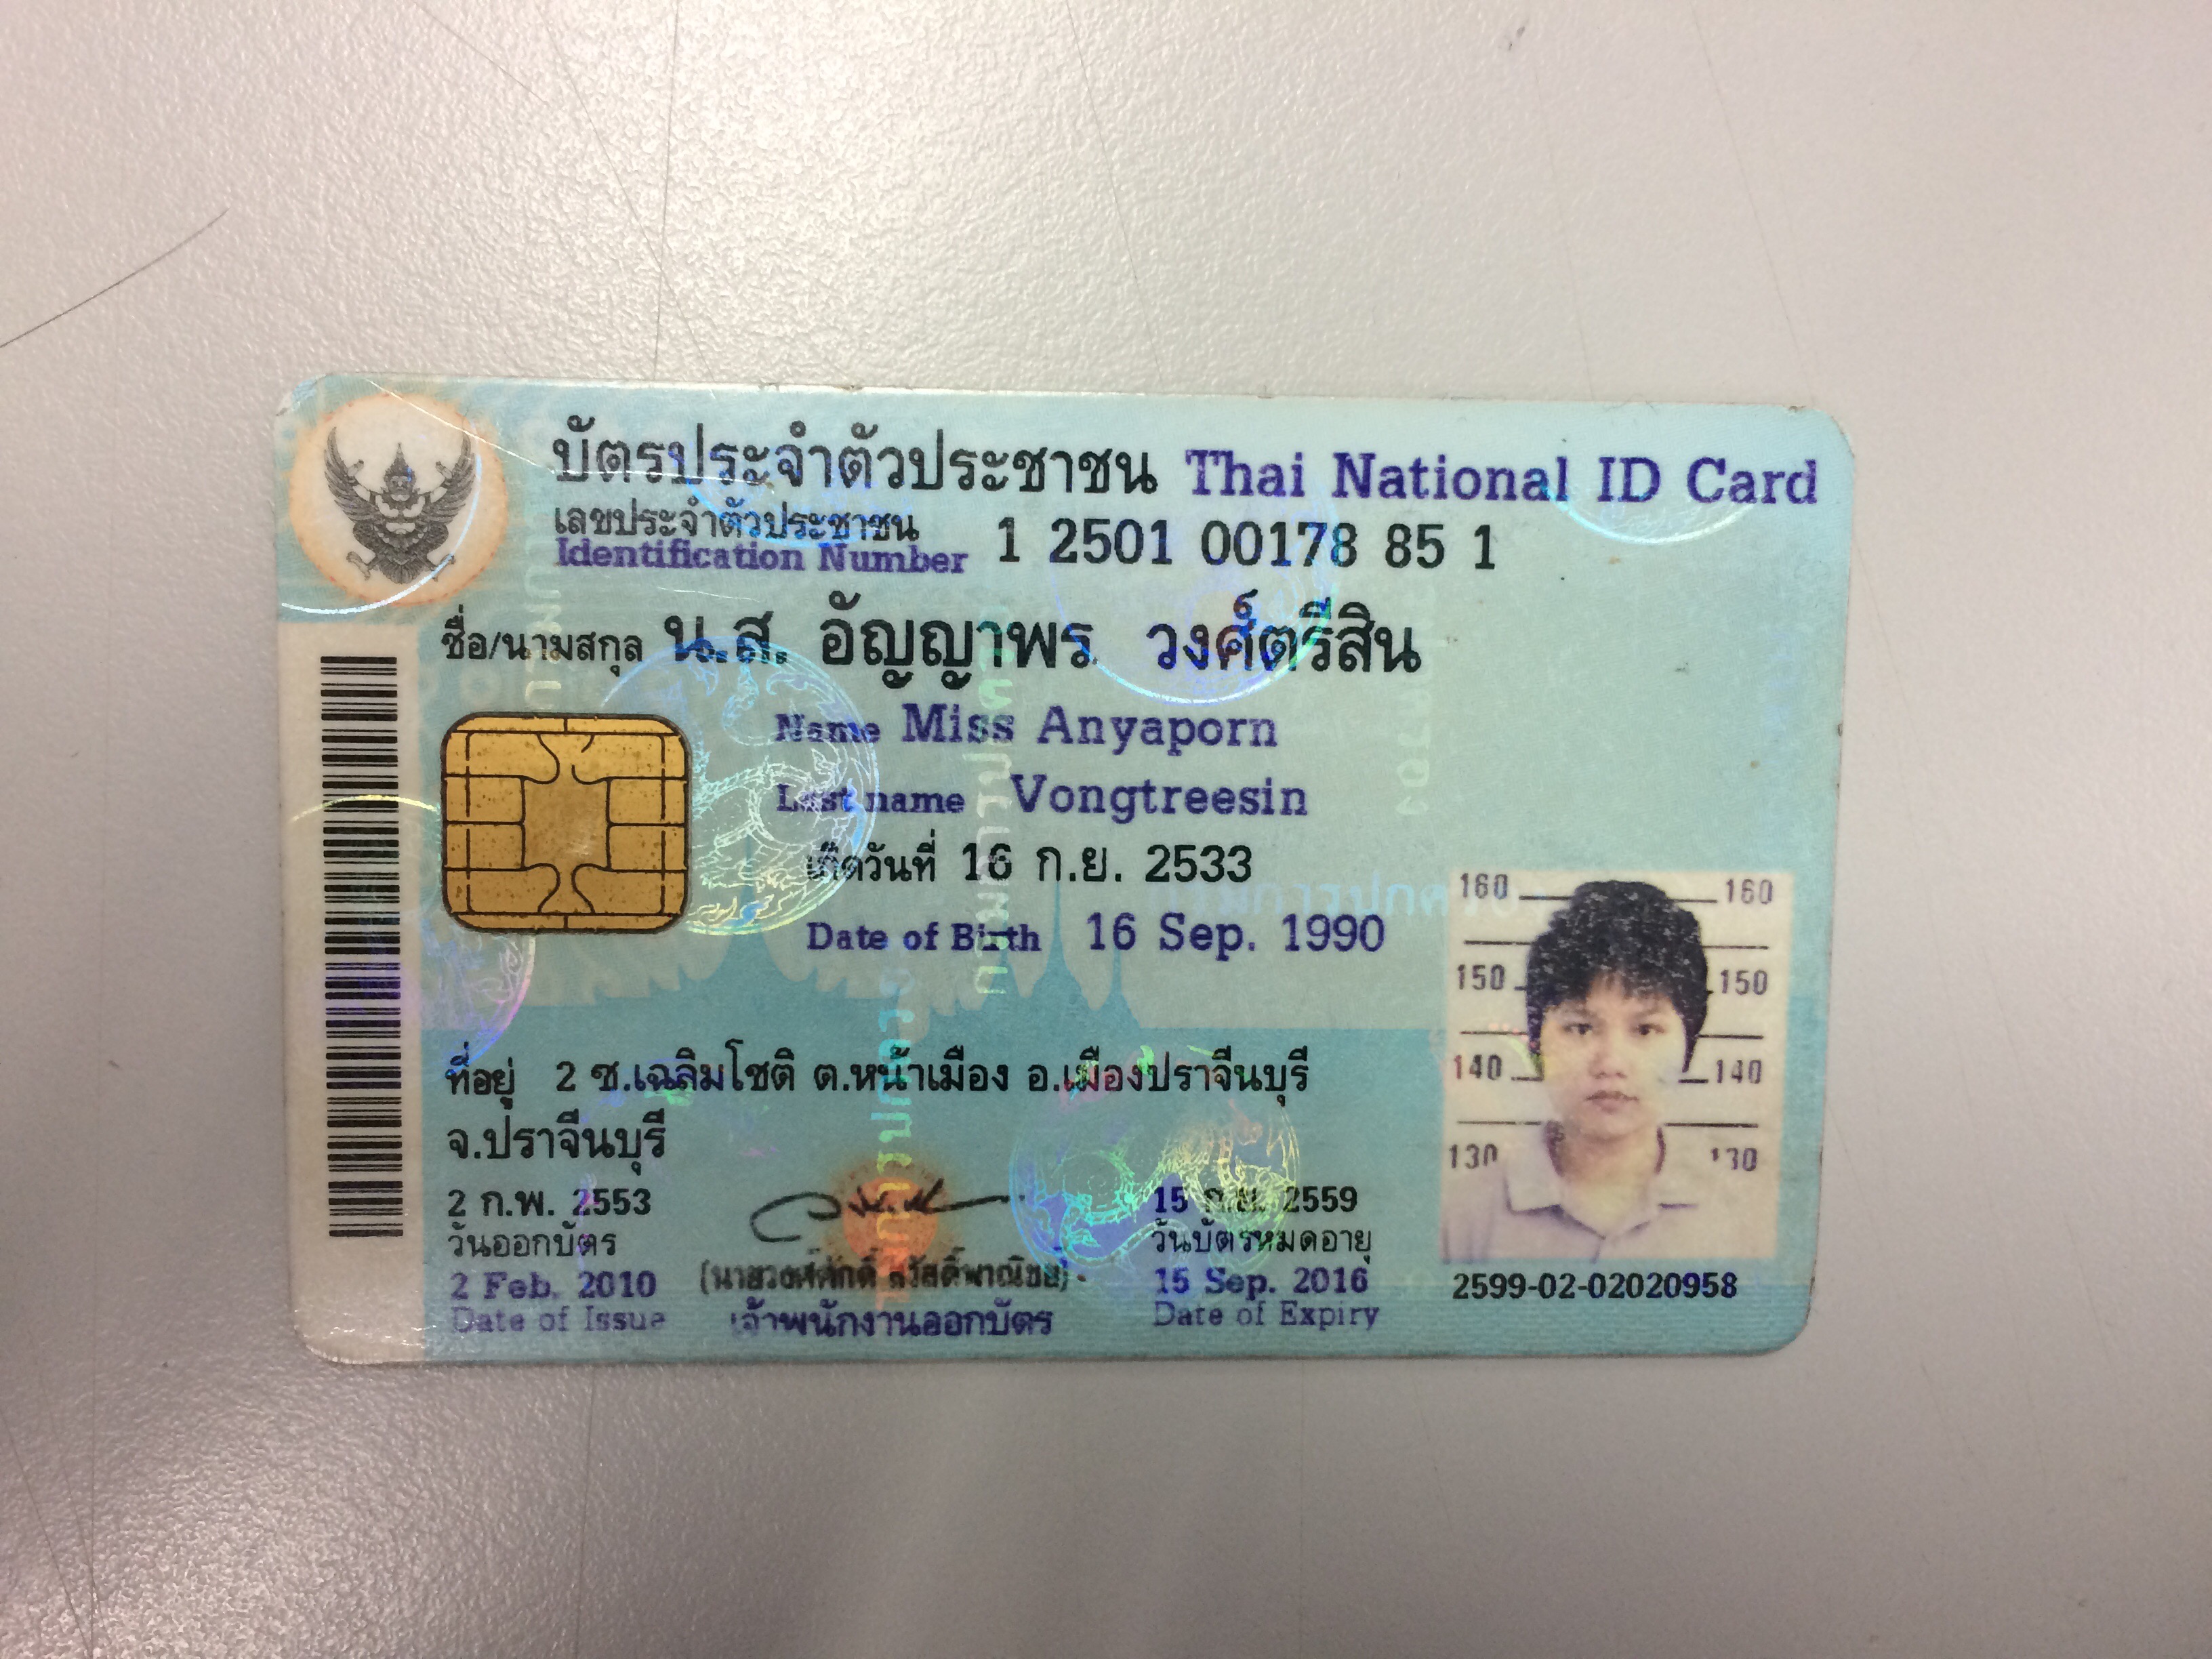 บัตรประจำตัวประชาชน Thai National ID Card
เลขประจำตัวประชาชน
Identification Number 1 2501 00178 85 1
ชื่อ/นามสกุล น.ส. อัญญาพร วงศ์ตรีสิน
Name Miss Anyaporn
Last name Vongtreesin
เกิดวันที่ 16 ก.ย. 2533
Date of Birth 16 Sep. 1990
ที่อยู่ 2 ซ.เฉลิมโชติ ต.หน้าเมือง อ.เมืองปราจีนบุรี
จ.ปราจีนบุรี
160 160
150 150
140 140
130 130
2 ก.พ. 2553
วันออกบัตร
2 Feb. 2010
Date of Issue
(นายวงศ์ศักดิ์ สวัสดิ์พาณิชย์)
เจ้าพนักงานออกบัตร
15 ก.ย. 2559
วันบัตรหมดอายุ
15 Sep. 2016
Date of Expiry
2599-02-02020958